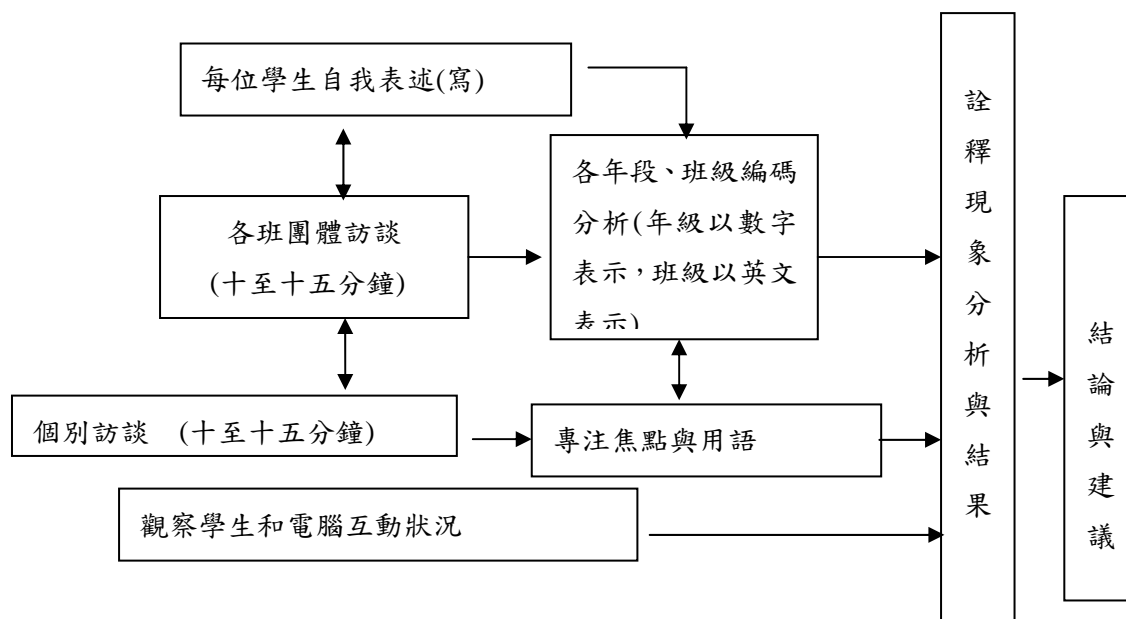 每位學生自我表述(寫)
各班團體訪談
(十至十五分鐘)
各年段、班級編碼
分析(年級以數字
表示，班級以英文
表示)
個別訪談 (十至十五分鐘)
專注焦點與用語
觀察學生和電腦互動狀況
詮釋現象分析與結果
結論與建議